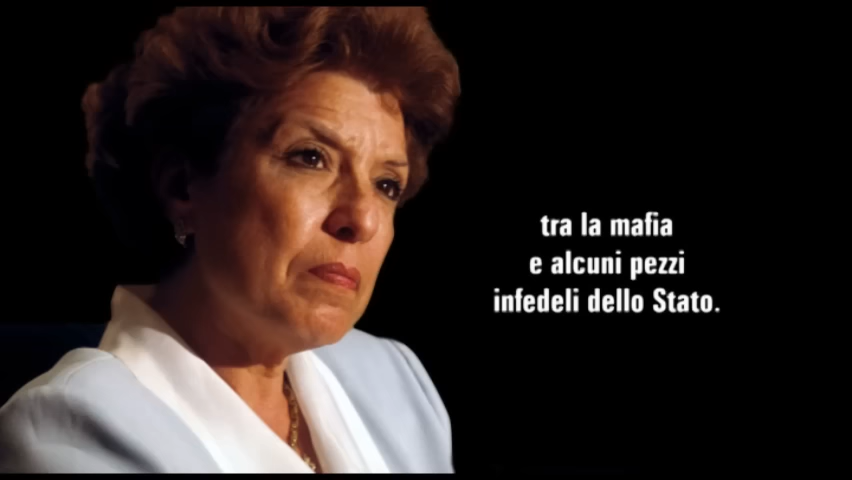 tra la mafia
e alcuni pezzi
infedeli dello Stato.